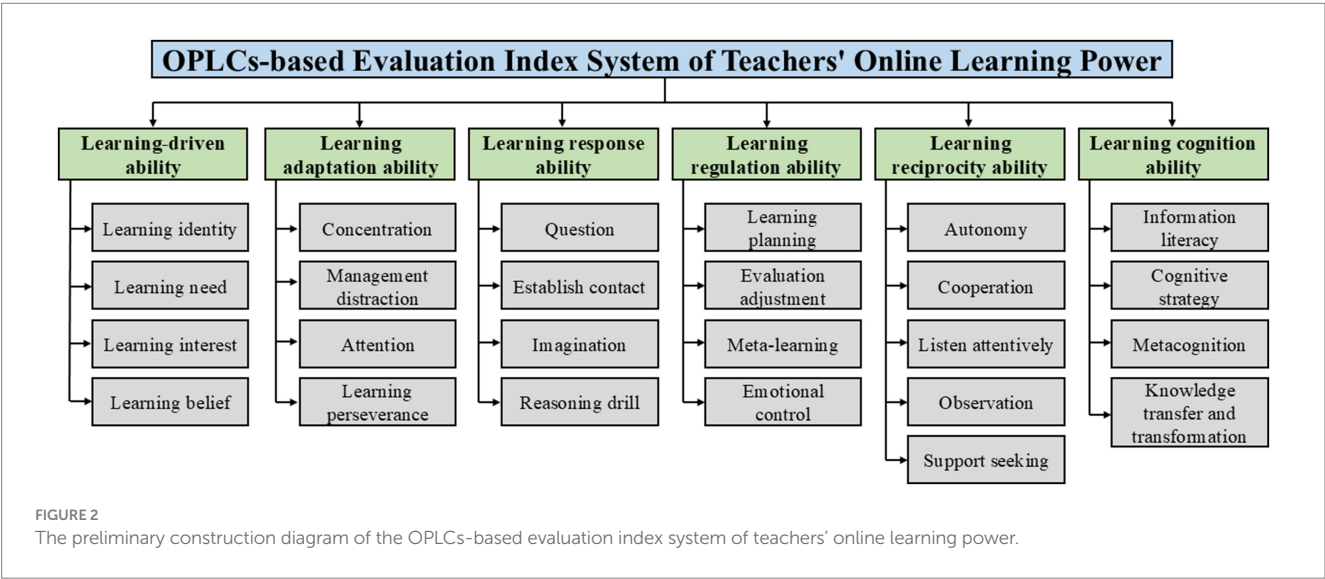 OPLCs-based Evaluation Index System of Teachers' Online Learning Power
Learning-driven
ability
Learning identity
Learning need
Learning interest
Learning belief
Learning
adaptation ability
Concentration
Management
distraction
Attention
Learning
perseverance
Learning response
ability
Question
Establish contact
Imagination
Reasoning drill
Learning
regulation ability
Learning
planning
Evaluation
adjustment
Meta-learning
Emotional
control
Learning
reciprocity ability
Autonomy
Cooperation
Listen attentively
Observation
Support seeking
Learning cognition
ability
Information
literacy
Cognitive
strategy
Metacognition
Knowledge
transfer and
transformation
FIGURE 2
The preliminary construction diagram of the OPLCs-based evaluation index system of teachers’ online learning power.